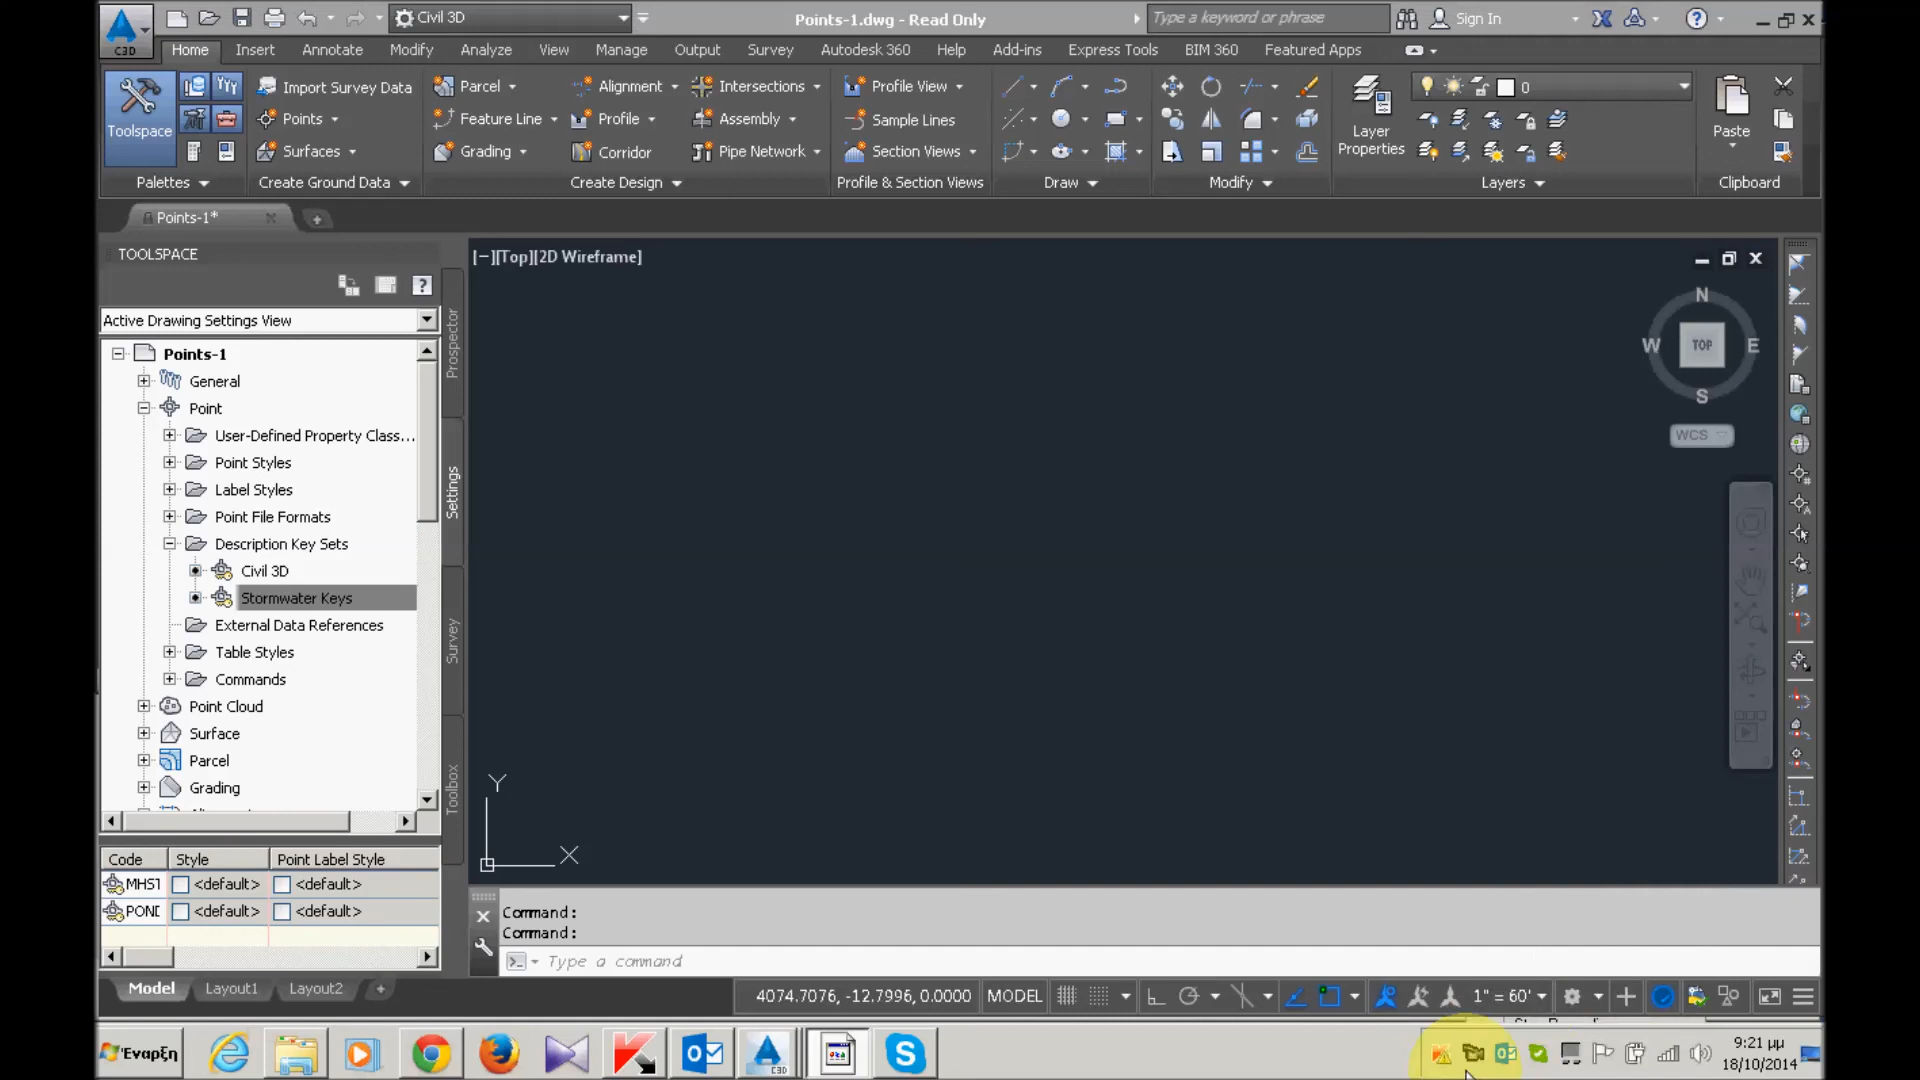 Civil 3D
Points-1.dwg - Read Only
Type a keyword or phrase
Sign In
C3D
Home Insert Annotate Modify Analyze View Manage Output Survey Autodesk 360 Help Add-ins Express Tools BIM 360 Featured Apps
Toolspace
Import Survey Data
Points
Surfaces
Parcel
Feature Line
Grading
Alignment
Profile
Corridor
Intersections
Assembly
Pipe Network
Profile View
Sample Lines
Section Views
Layer
Properties
0
Paste
Palettes
Create Ground Data
Create Design
Profile & Section Views
Draw
Modify
Layers
Clipboard
Points-1*
TOOLSPACE
Active Drawing Settings View
Points-1
General
Point
User-Defined Property Class...
Point Styles
Label Styles
Point File Formats
Description Key Sets
Civil 3D
Stormwater Keys
External Data References
Table Styles
Commands
Point Cloud
Surface
Parcel
Grading
Prospector
Settings
Survey
Toolbox
Code Style Point Label Style
MHST <default> <default>
POND <default> <default>
[−][Top][2D Wireframe]
N
W TOP E
S
WCS
Y
X
Command:
Command:
Type a command
Model Layout1 Layout2
4074.7076, -12.7996, 0.0000 MODEL 1" = 60'
Έναρξη
C3D
9:21 μμ
18/10/2014